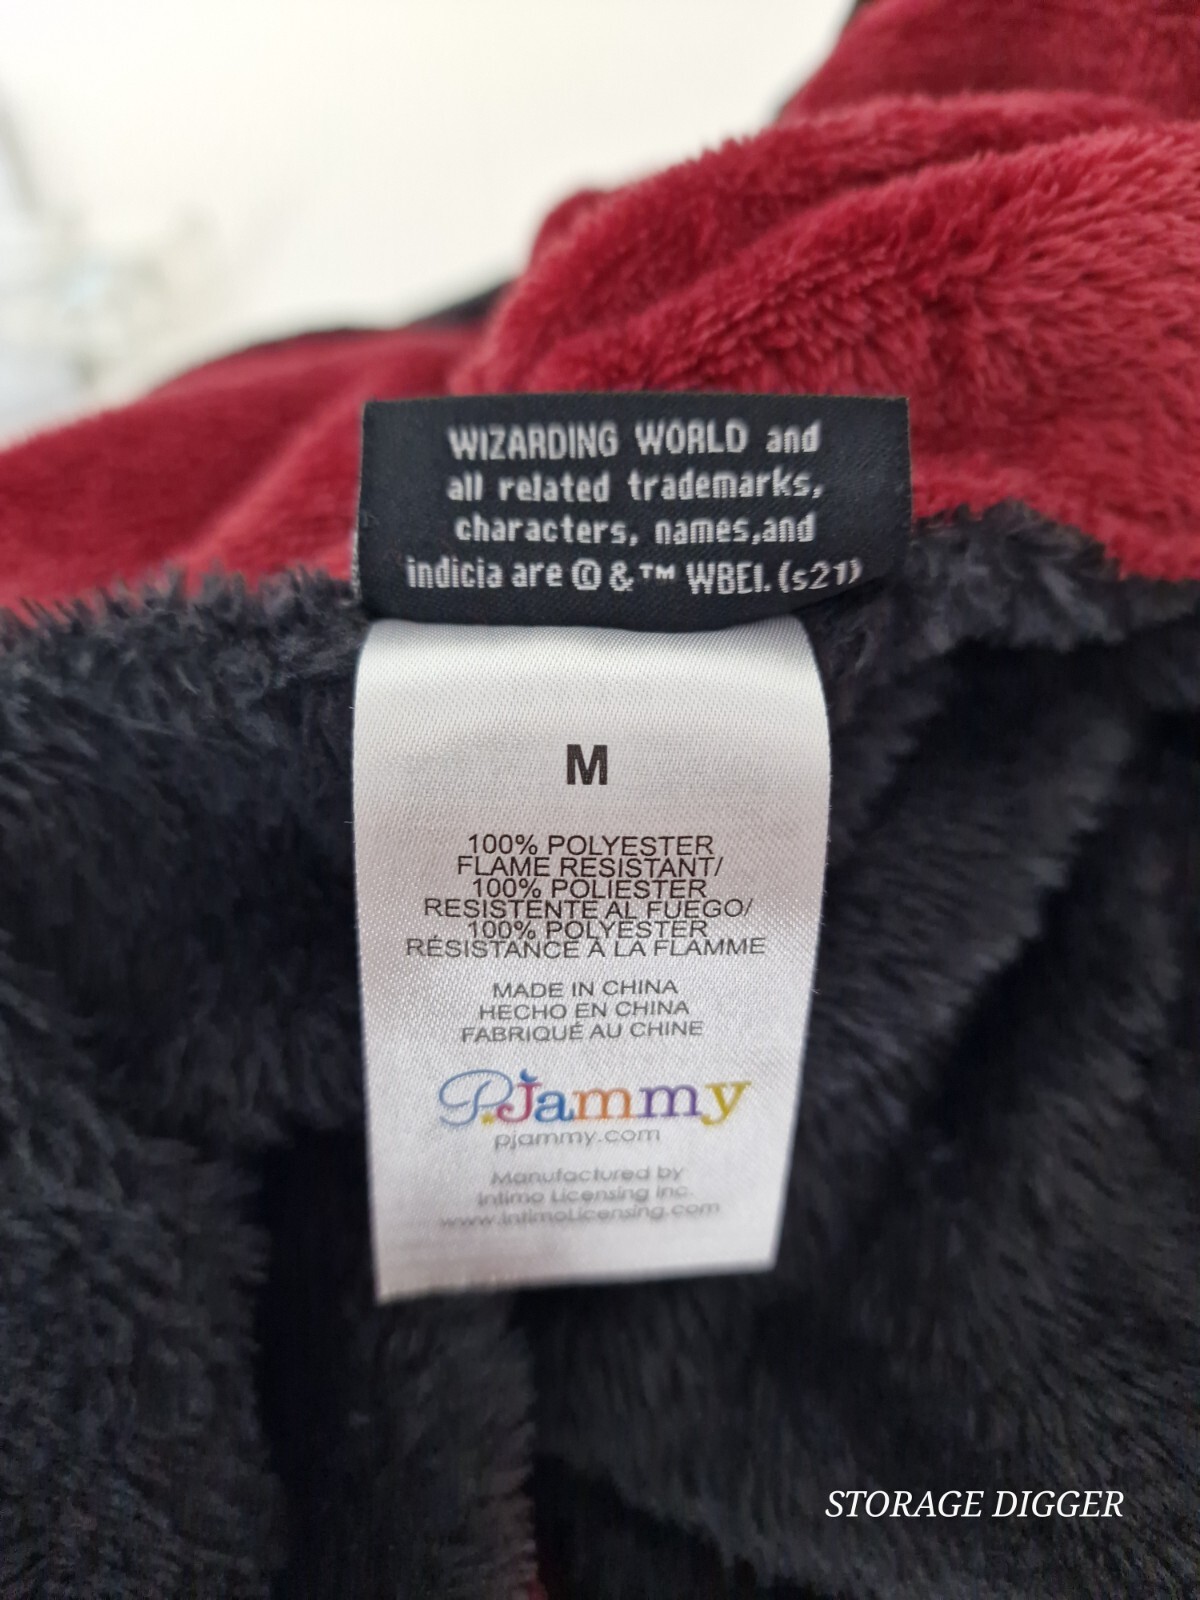 WIZARDING WORLD and
all related trademarks,
characters, names,and
indicia are © & ™ WBEI. (s21)
M
100% POLYESTER
FLAME RESISTANT/
100% POLIESTER
RESISTENTE AL FUEGO/
100% POLYESTER
RÉSISTANCE À LA FLAMME
MADE IN CHINA
HECHO EN CHINA
FABRIQUÉ AU CHINE
P.Jammy
pjammy.com
Manufactured by
Intimo Licensing Inc.
www.IntimoLicensing.com
STORAGE DIGGER